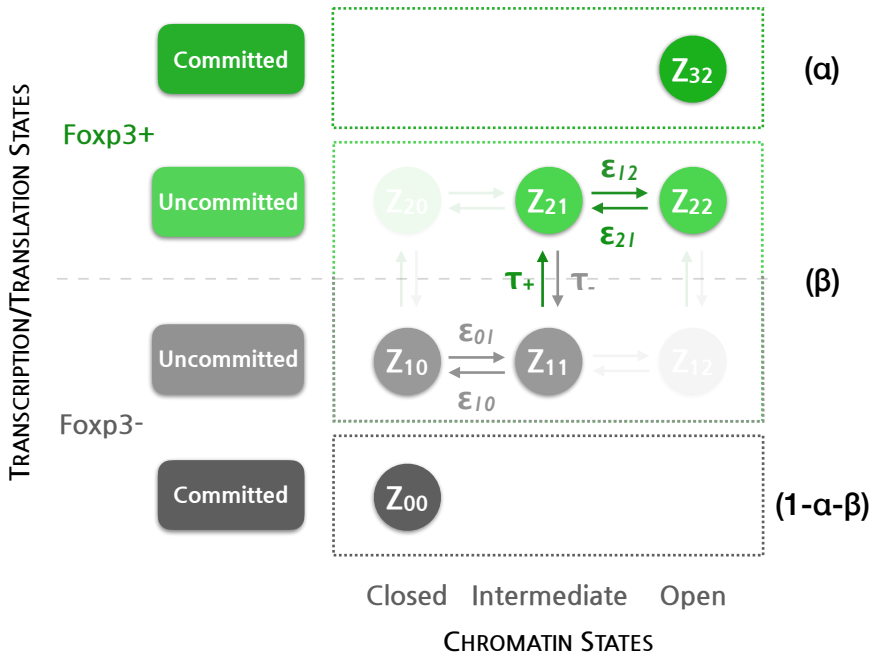 TRANSCRIPTION/TRANSLATION STATES
Committed
Z32
(α)
Foxp3+
Uncommitted
Z20
Z21
ε12
ε21
Z22
τ+
τ-
(β)
Uncommitted
Z10
ε01
ε10
Z11
Z12
Foxp3-
Committed
Z00
(1-α-β)
Closed
Intermediate
Open
CHROMATIN STATES